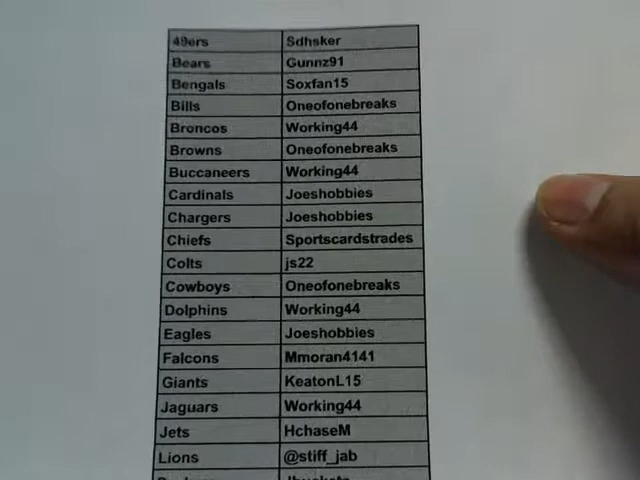 49ers Sdhsker
Bears Gunnz91
Bengals Soxfan15
Bills Oneofonebreaks
Broncos Working44
Browns Oneofonebreaks
Buccaneers Working44
Cardinals Joeshobbies
Chargers Joeshobbies
Chiefs Sportscardstrades
Colts js22
Cowboys Oneofonebreaks
Dolphins Working44
Eagles Joeshobbies
Falcons Mmoran4141
Giants KeatonL15
Jaguars Working44
Jets HchaseM
Lions @stiff_jab